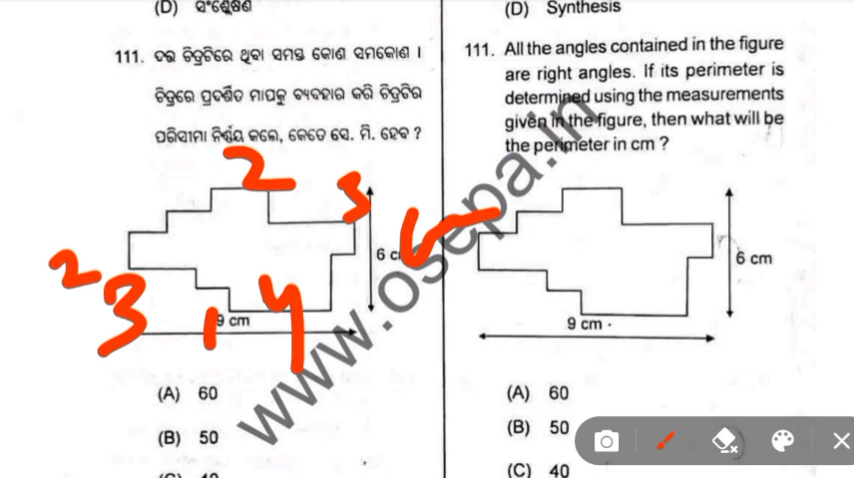 (D) ସଂଶ୍ଳେଷଣ
111. ଦତ୍ତ ଚିତ୍ରଟିରେ ଥିବା ସମସ୍ତ କୋଣ ସମକୋଣ ।
ଚିତ୍ରରେ ପ୍ରଦର୍ଶିତ ମାପକୁ ବ୍ୟବହାର କରି ଚିତ୍ରଟିର
ପରିସୀମା ନିର୍ଣ୍ଣୟ କଲେ, କେତେ ସେ. ମି. ହେବ ?
2
3
6
2
3
1
4
9 cm
(A) 60
(B) 50
(D) Synthesis
111. All the angles contained in the figure
are right angles. If its perimeter is
determined using the measurements
given in the figure, then what will be
the perimeter in cm ?
6 cm
9 cm
(A) 60
(B) 50
(C) 40
www.osepa.in